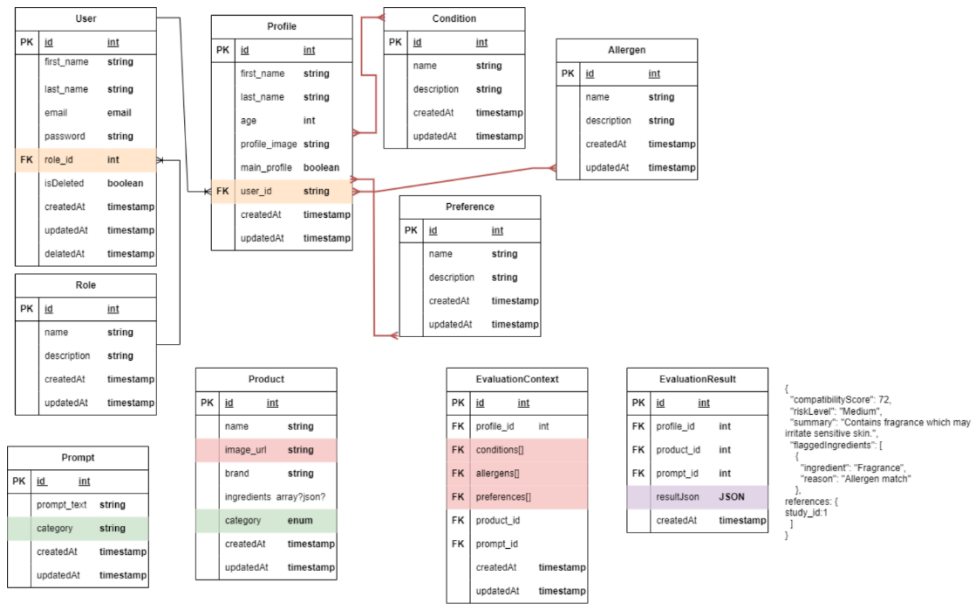 User
PK id int
first_name string
last_name string
email email
password string
FK role_id int
isDeleted boolean
createdAt timestamp
updatedAt timestamp
delatedAt timestamp
Role
PK id int
name string
description string
createdAt timestamp
updatedAt timestamp
Profile
PK id int
first_name string
last_name string
age int
profile_image string
main_profile boolean
FK user_id string
createdAt timestamp
updatedAt timestamp
Condition
PK id int
name string
description string
createdAt timestamp
updatedAt timestamp
Allergen
PK id int
name string
description string
createdAt timestamp
updatedAt timestamp
Preference
PK id int
name string
description string
createdAt timestamp
updatedAt timestamp
Prompt
PK id int
prompt_text string
category string
createdAt timestamp
updatedAt timestamp
Product
PK id int
name string
image_url string
brand string
ingredients array?json?
category enum
createdAt timestamp
updatedAt timestamp
EvaluationContext
PK id int
FK profile_id int
FK conditions[]
FK allergens[]
FK preferences[]
FK product_id
FK prompt_id
createdAt timestamp
updatedAt timestamp
EvaluationResult
PK id int
FK profile_id int
FK product_id int
FK prompt_id int
resultJson JSON
createdAt timestamp
{
"compatibilityScore": 72,
"riskLevel": "Medium",
"summary": "Contains fragrance which may
irritate sensitive skin.",
"flaggedIngredients": [
{
"ingredient": "Fragrance",
"reason": "Allergen match"
},
references: {
study_id:1
]
}